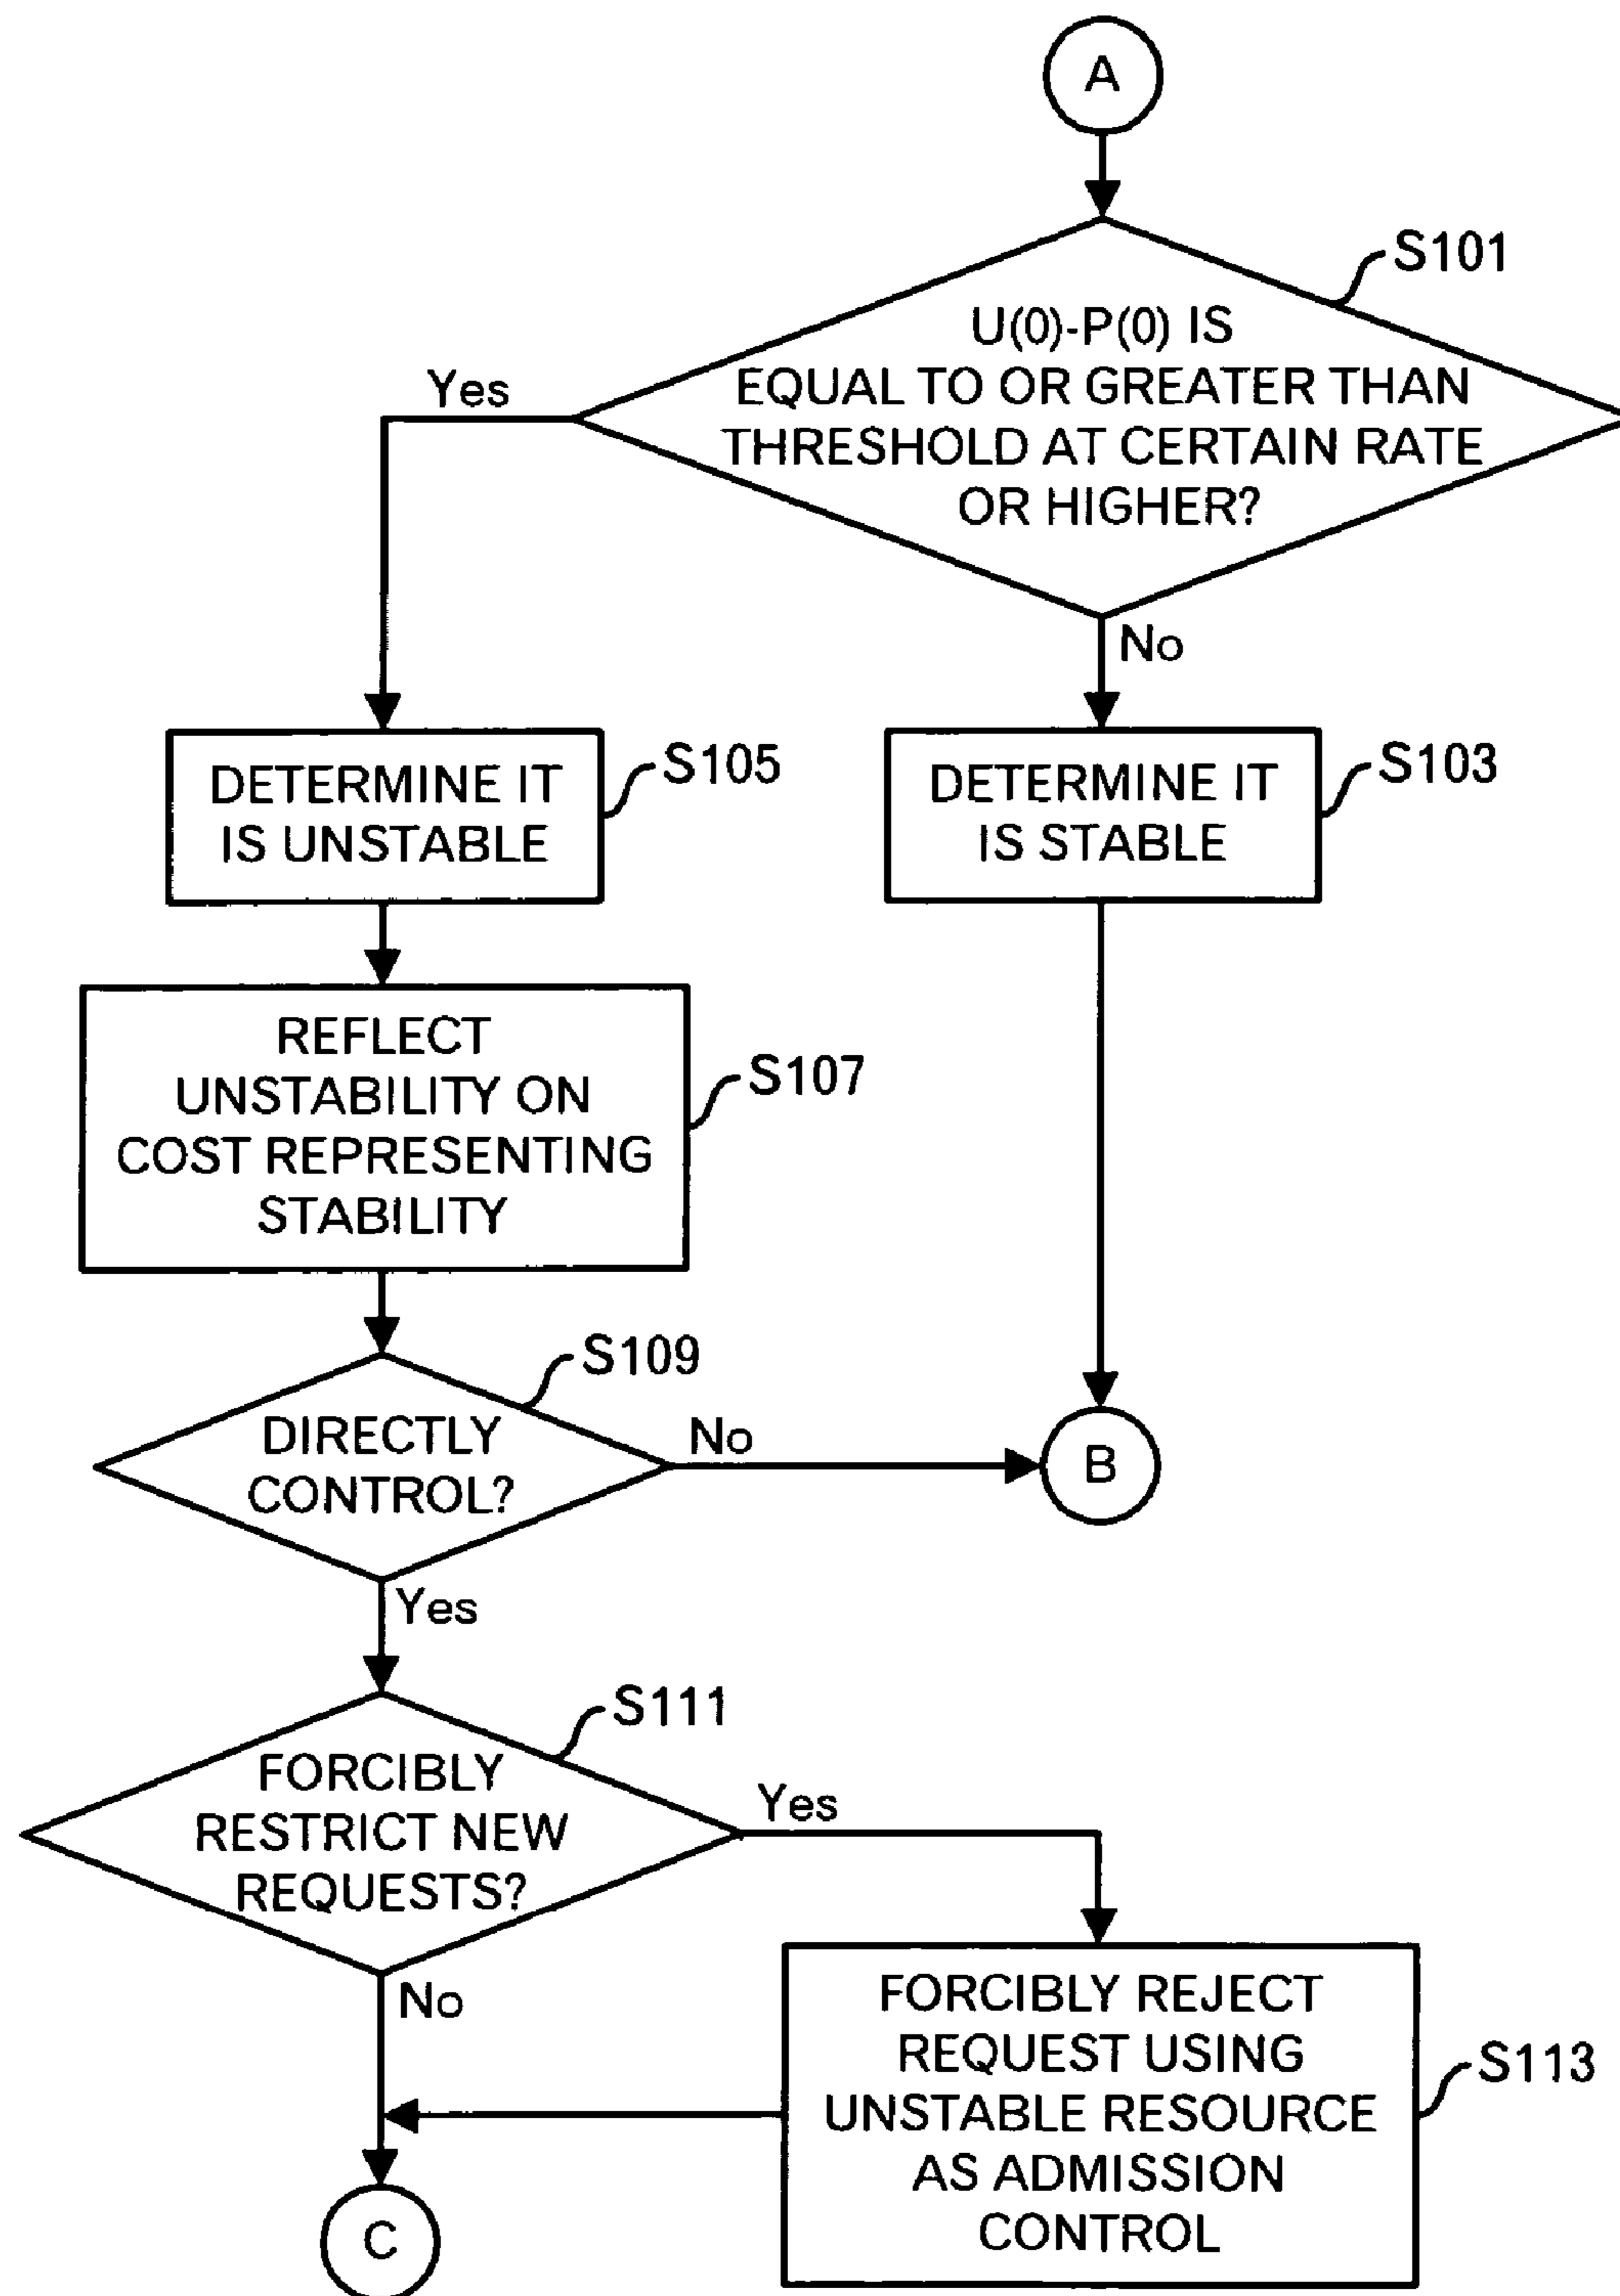 A
S101
U(0)-P(0) IS
EQUAL TO OR GREATER THAN
THRESHOLD AT CERTAIN RATE
OR HIGHER?
Yes
No
DETERMINE IT
IS UNSTABLE
S105
DETERMINE IT
IS STABLE
S103
REFLECT
UNSTABILITY ON
COST REPRESENTING
STABILITY
S107
S109
DIRECTLY
CONTROL?
No
B
Yes
S111
FORCIBLY
RESTRICT NEW
REQUESTS?
Yes
No
FORCIBLY REJECT
REQUEST USING
UNSTABLE RESOURCE
AS ADMISSION
CONTROL
S113
C